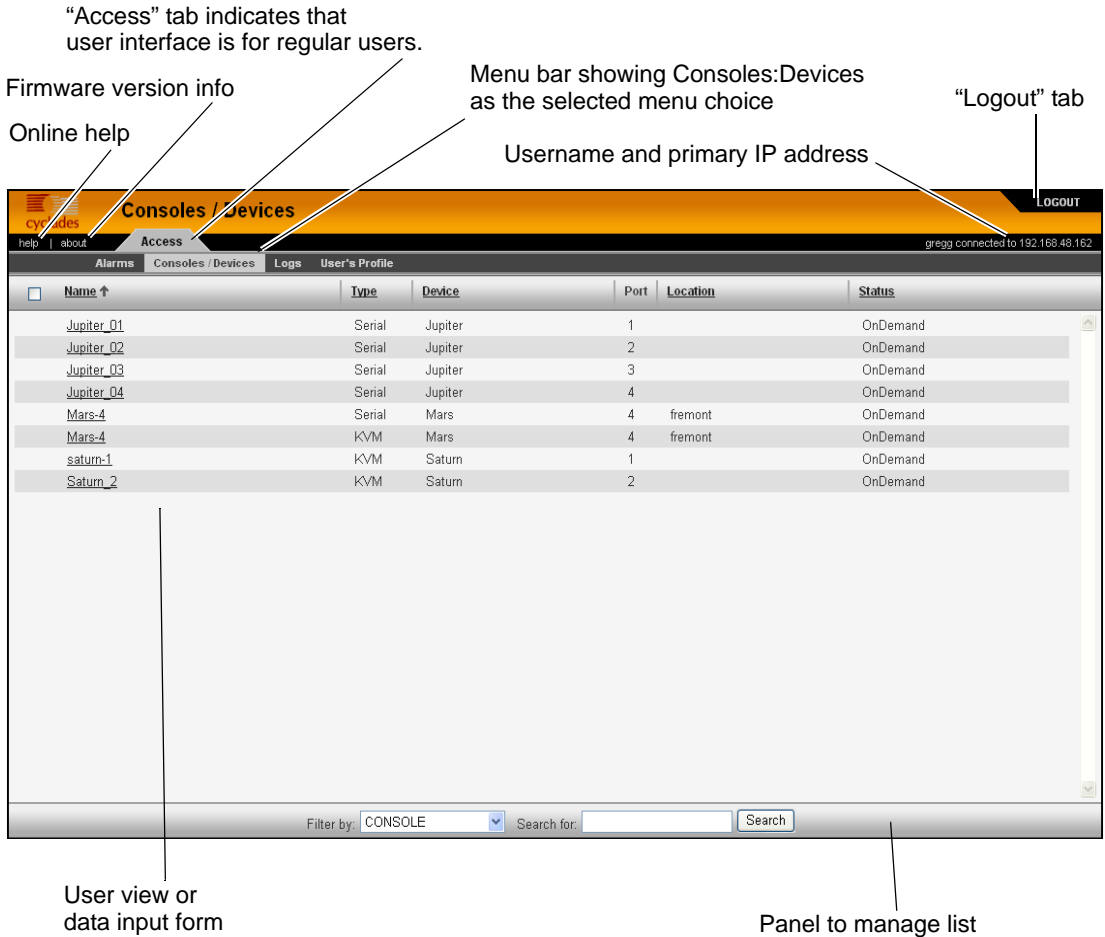 “Access” tab indicates that
user interface is for regular users.
Firmware version info
Menu bar showing Consoles:Devices
as the selected menu choice
“Logout” tab
Online help
Username and primary IP address
cyclades
Consoles / Devices
LOGOUT
help | about
Access
gregg connected to 192.168.48.162
Alarms Consoles / Devices Logs User's Profile
Name ↑ Type Device Port Location Status
Jupiter_01 Serial Jupiter 1 OnDemand
Jupiter_02 Serial Jupiter 2 OnDemand
Jupiter_03 Serial Jupiter 3 OnDemand
Jupiter_04 Serial Jupiter 4 OnDemand
Mars-4 Serial Mars 4 fremont OnDemand
Mars-4 KVM Mars 4 fremont OnDemand
saturn-1 KVM Saturn 1 OnDemand
Saturn_2 KVM Saturn 2 OnDemand
Filter by: CONSOLE Search for: Search
User view or
data input form
Panel to manage list